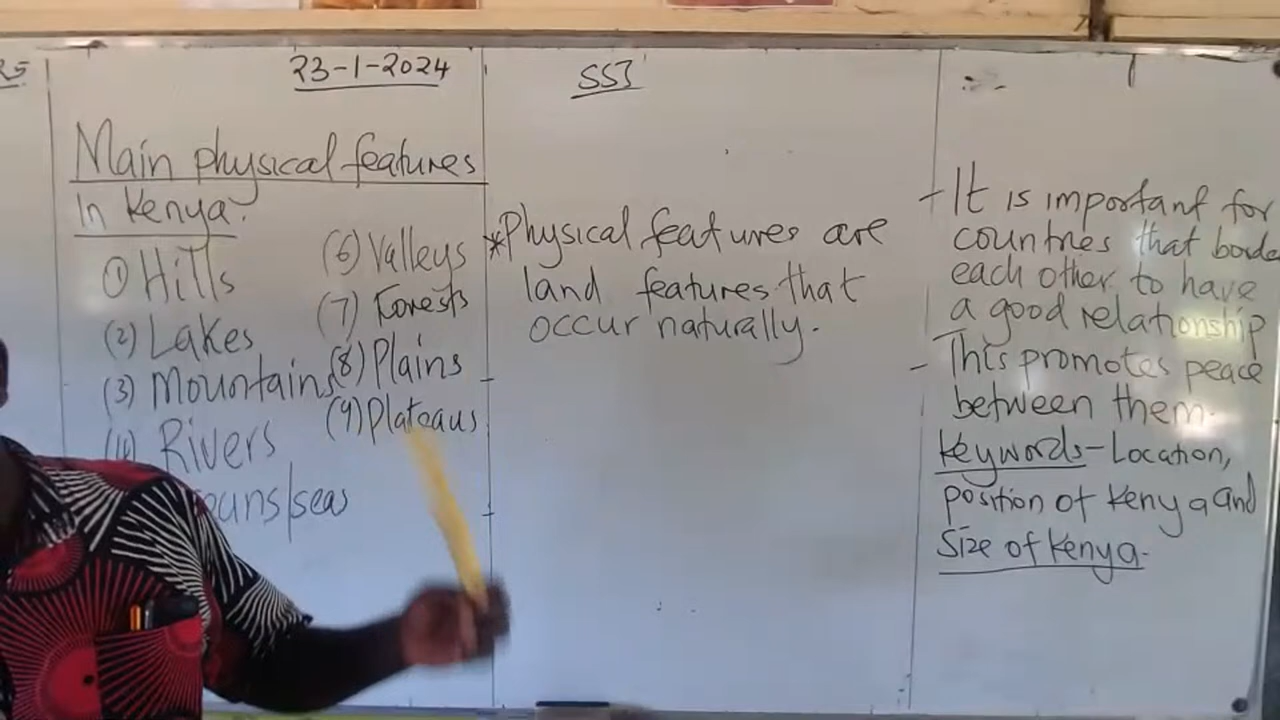 23-1-2024
Main physical features
In Kenya.
(1) Hills
(2) Lakes
(3) Mountains
(4) Rivers
/seas
(6) Valleys
(7) Forests
(8) Plains
(9) Plateaus
SST
*Physical features are
land features that
occur naturally.
- It is important for
countries that borde
each other to have
a good relationship
- This promotes peace
between them.
Keywords - Location,
position of Kenya and
Size of Kenya.